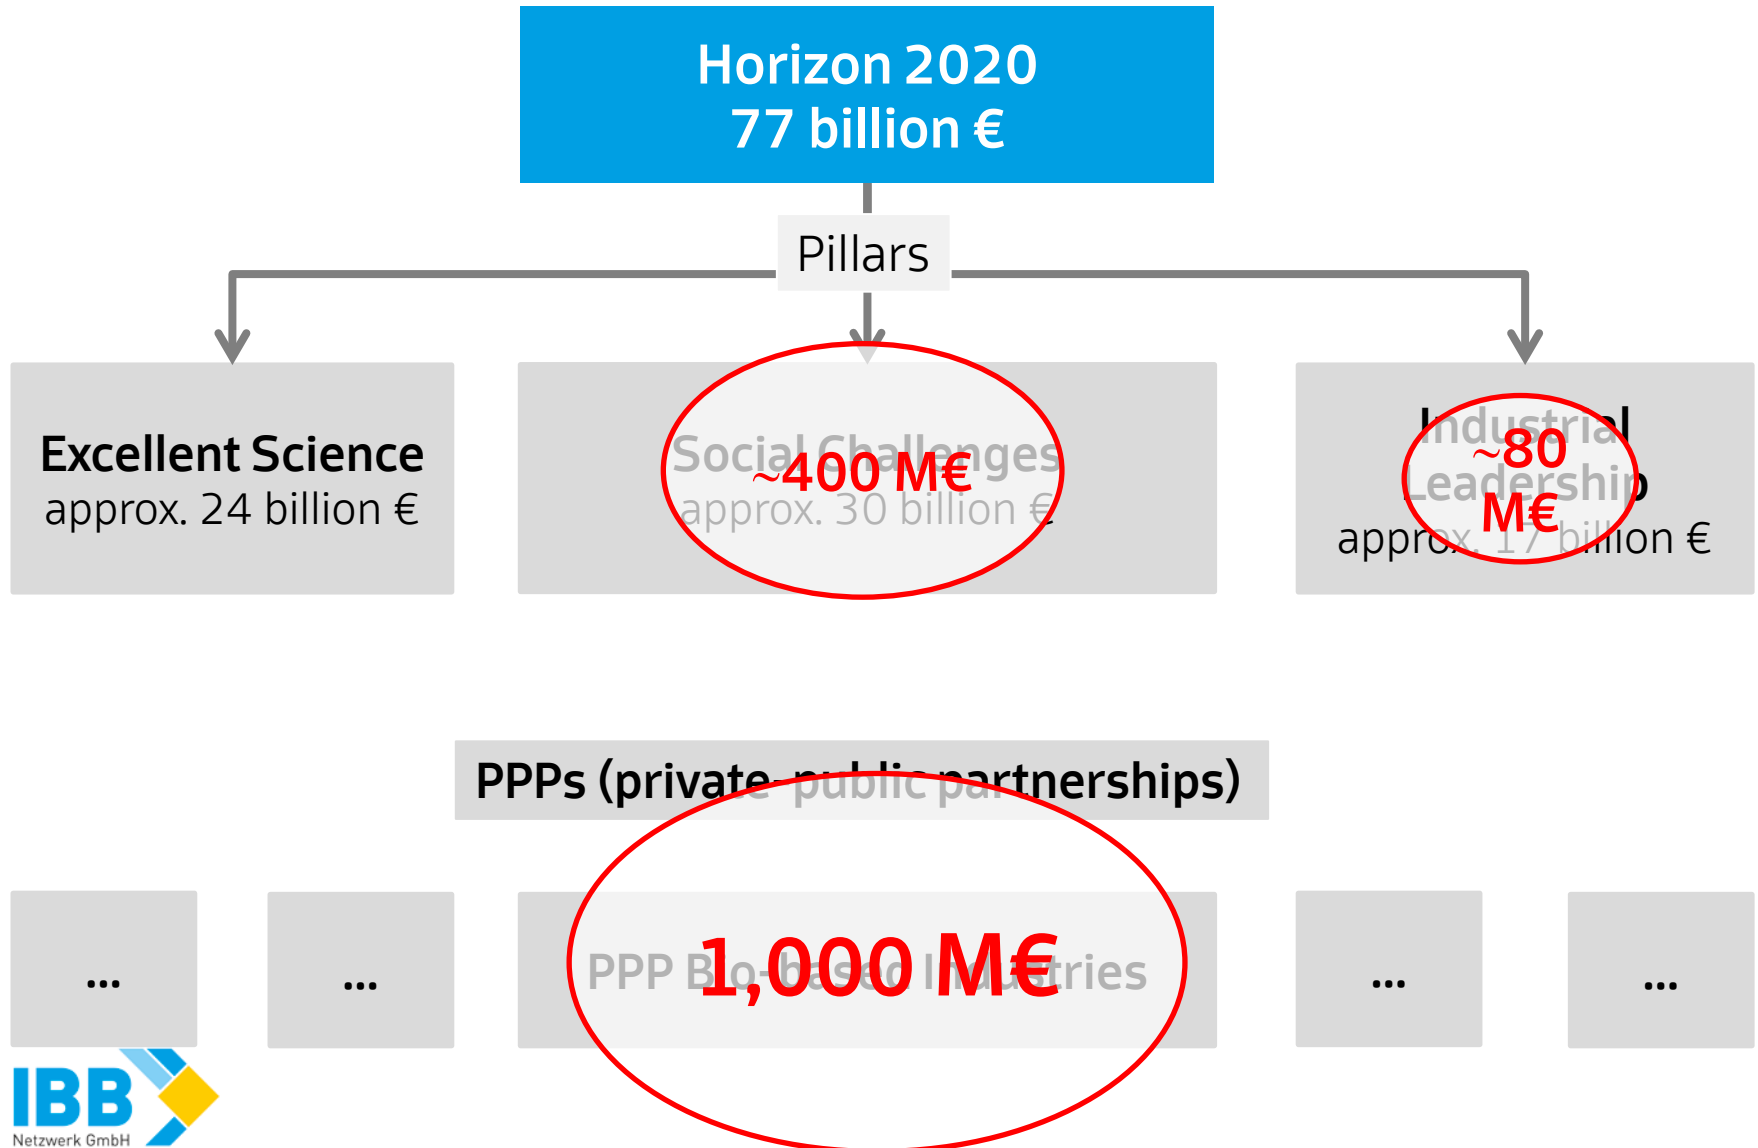 Horizon 2020
77 billion €
Pillars
Excellent Science
approx. 24 billion €
Social Challenges
~400 M€
approx. 30 billion €
Industrial
~80
Leadership
M€
approx. 17 billion €
PPPs (private-public partnerships)
...
...
PPP Bio-based Industries
1,000 M€
...
...
IBB
Netzwerk GmbH